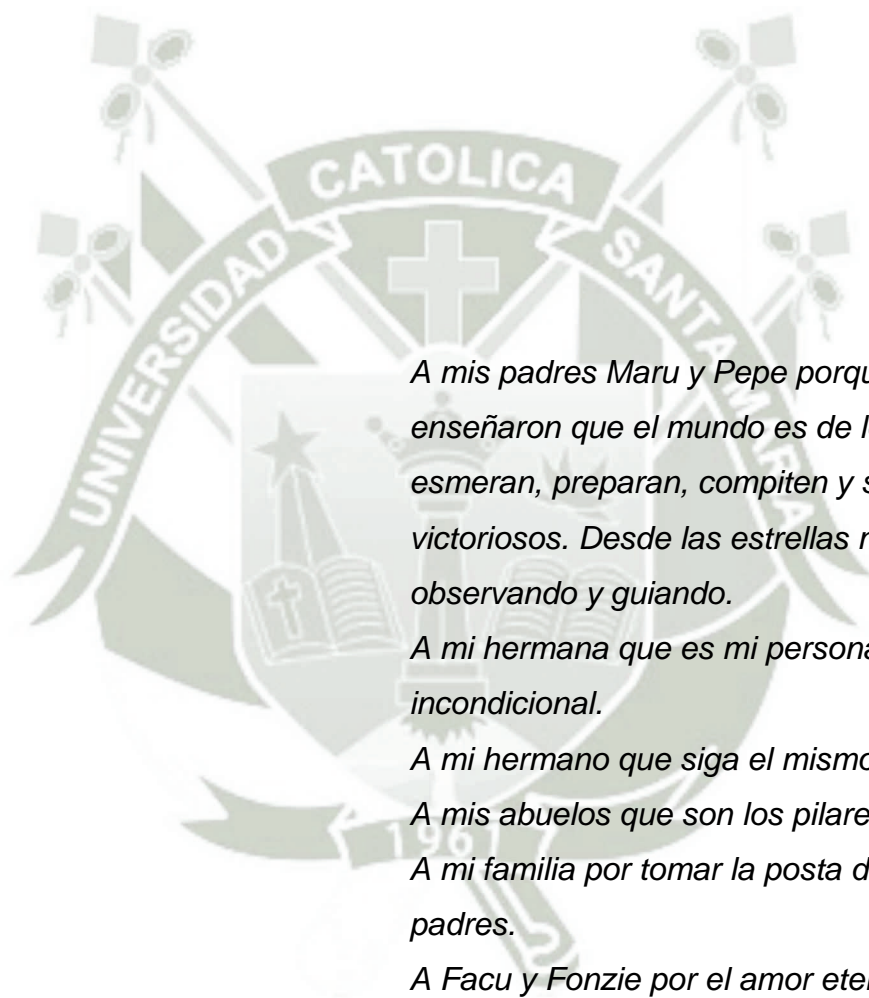 CATOLICA
UNIVERSIDAD
SANTA MARIA
A mis padres Maru y Pepe porqu
enseñaron que el mundo es de l
esmeran, preparan, compiten y s
victoriosos. Desde las estrellas
observando y guiando.
A mi hermana que es mi persona
incondicional.
A mi hermano que siga el mismo
A mis abuelos que son los pilare
A mi familia por tomar la posta d
padres.
A Facu y Fonzie por el amor ete
1961